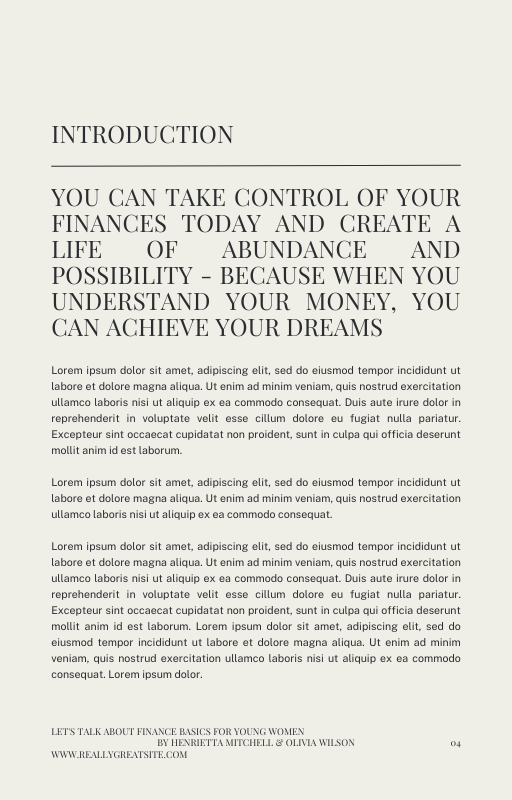 INTRODUCTION
YOU CAN TAKE CONTROL OF YOUR
FINANCES TODAY AND CREATE A
LIFE OF ABUNDANCE AND
POSSIBILITY – BECAUSE WHEN YOU
UNDERSTAND YOUR MONEY, YOU
CAN ACHIEVE YOUR DREAMS
Lorem ipsum dolor sit amet, adipiscing elit, sed do eiusmod tempor incididunt ut
labore et dolore magna aliqua. Ut enim ad minim veniam, quis nostrud exercitation
ullamco laboris nisi ut aliquip ex ea commodo consequat. Duis aute irure dolor in
reprehenderit in voluptate velit esse cillum dolore eu fugiat nulla pariatur.
Excepteur sint occaecat cupidatat non proident, sunt in culpa qui officia deserunt
mollit anim id est laborum.
Lorem ipsum dolor sit amet, adipiscing elit, sed do eiusmod tempor incididunt ut
labore et dolore magna aliqua. Ut enim ad minim veniam, quis nostrud exercitation
ullamco laboris nisi ut aliquip ex ea commodo consequat.
Lorem ipsum dolor sit amet, adipiscing elit, sed do eiusmod tempor incididunt ut
labore et dolore magna aliqua. Ut enim ad minim veniam, quis nostrud exercitation
ullamco laboris nisi ut aliquip ex ea commodo consequat. Duis aute irure dolor in
reprehenderit in voluptate velit esse cillum dolore eu fugiat nulla pariatur.
Excepteur sint occaecat cupidatat non proident, sunt in culpa qui officia deserunt
mollit anim id est laborum. Lorem ipsum dolor sit amet, adipiscing elit, sed do
eiusmod tempor incididunt ut labore et dolore magna aliqua. Ut enim ad minim
veniam, quis nostrud exercitation ullamco laboris nisi ut aliquip ex ea commodo
consequat. Lorem ipsum dolor.
LET'S TALK ABOUT FINANCE BASICS FOR YOUNG WOMEN
BY HENRIETTA MITCHELL & OLIVIA WILSON 04
WWW.REALLYGREATSITE.COM